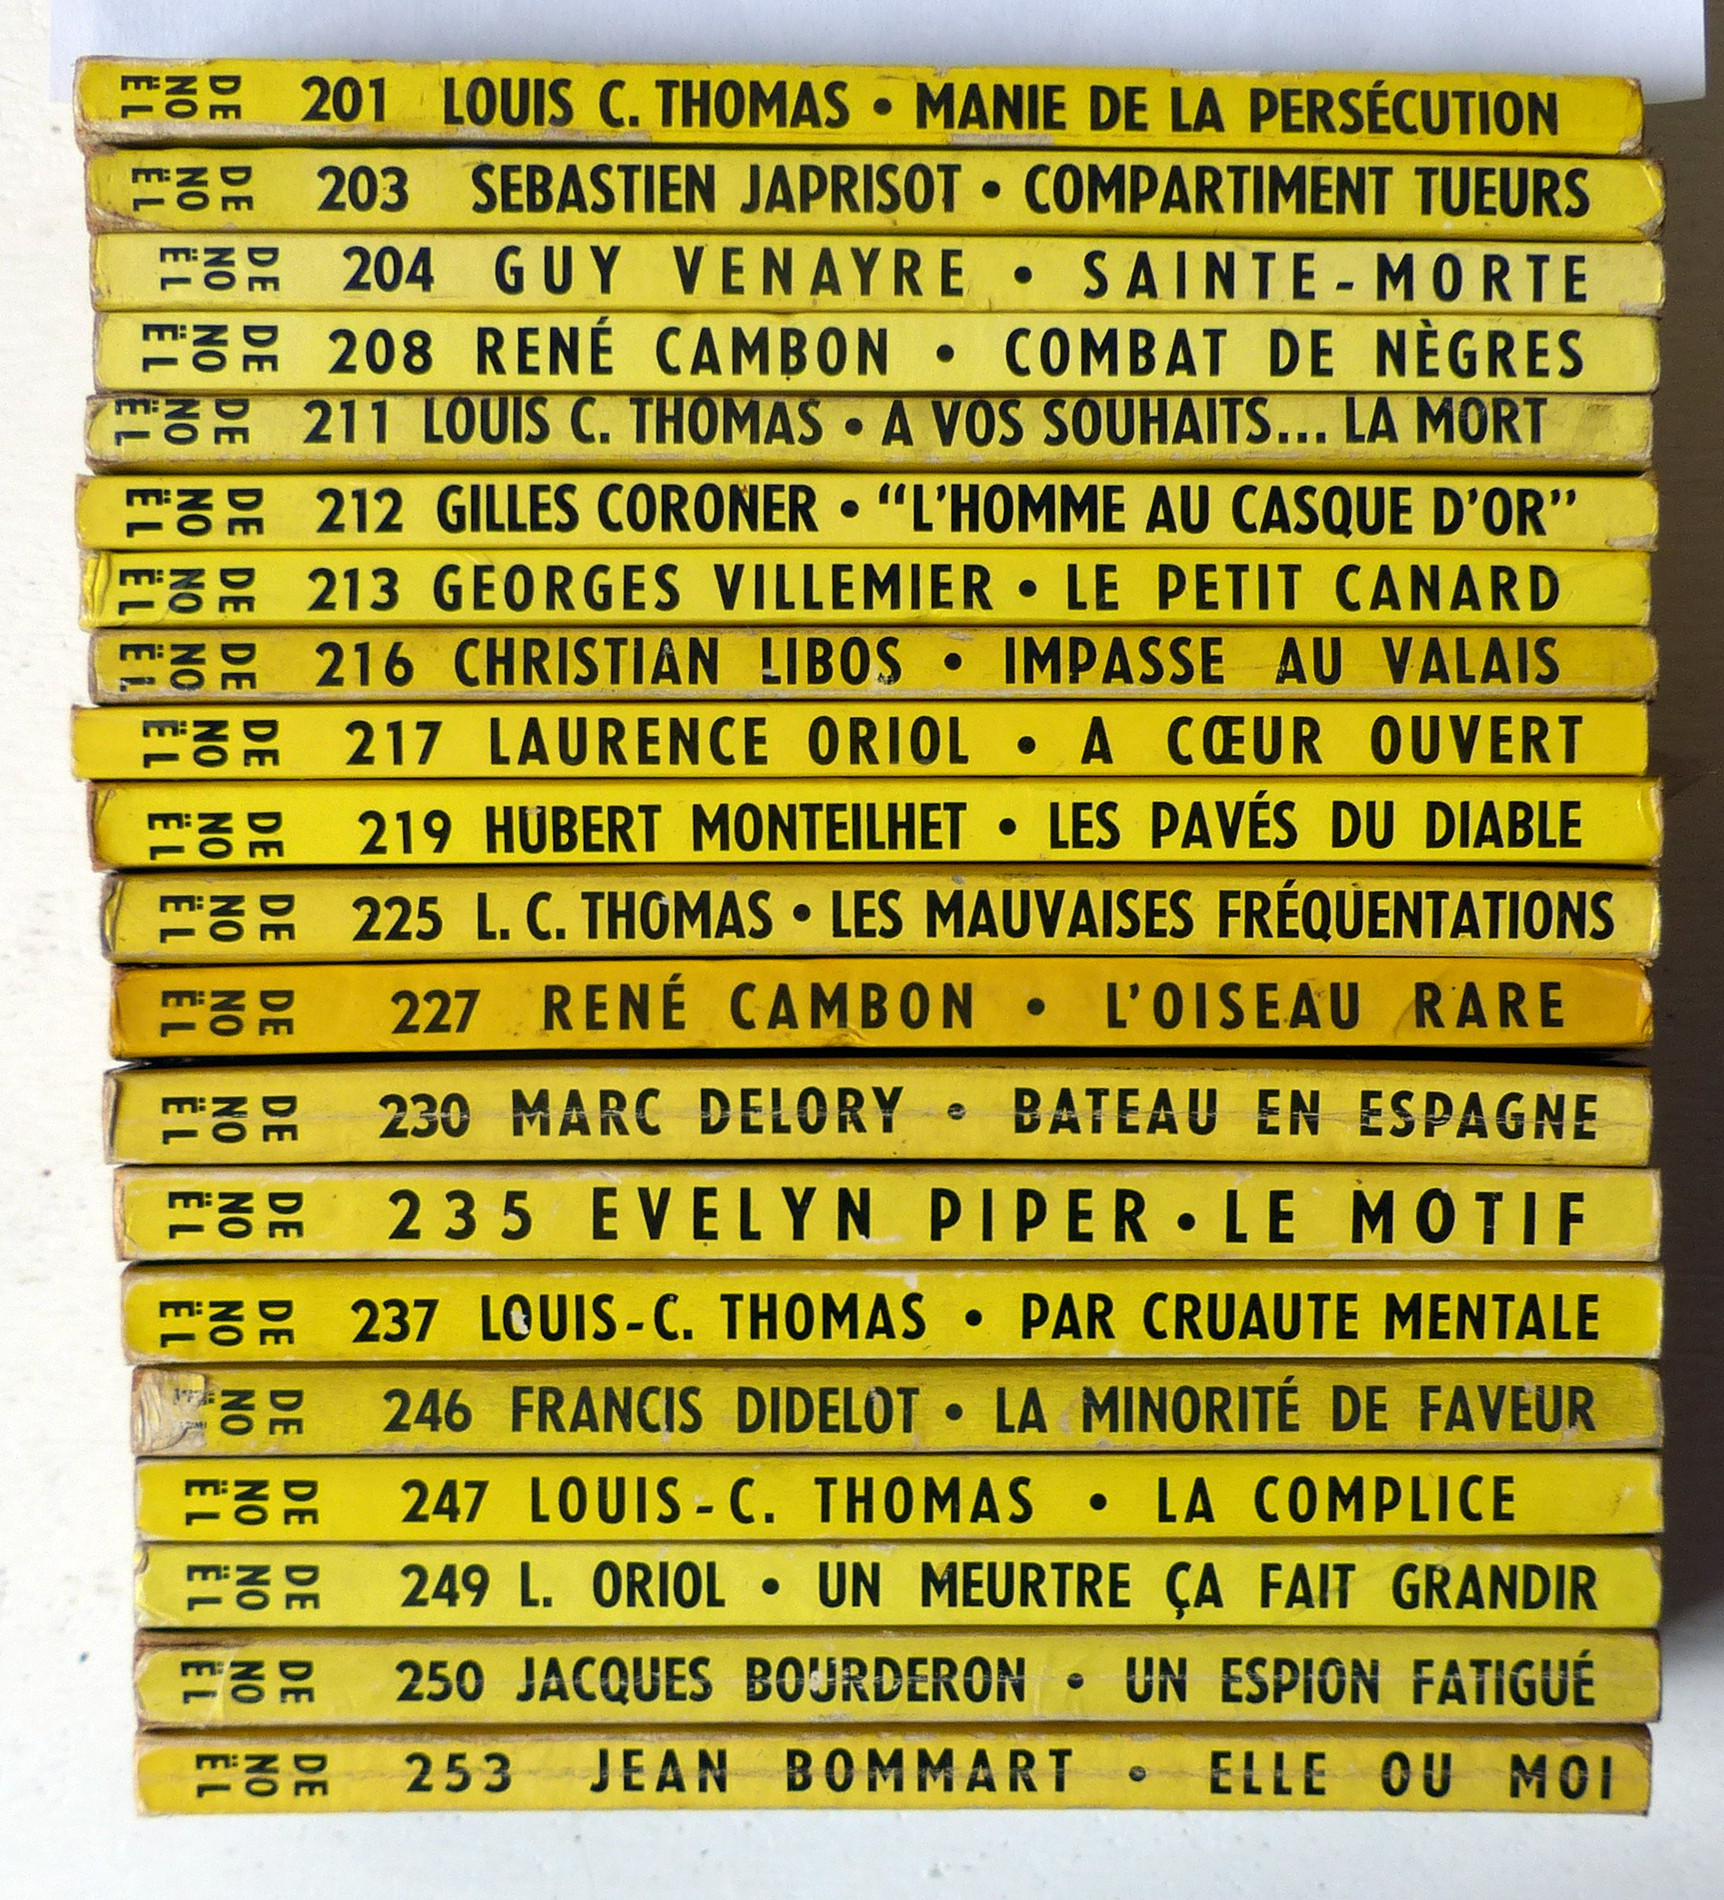 DE NO ËL 201 LOUIS C. THOMAS • MANIE DE LA PERSÉCUTION
DE NO ËL 203 SEBASTIEN JAPRISOT • COMPARTIMENT TUEURS
DE NO ËL 204 GUY VENAYRE • SAINTE-MORTE
DE NO ËL 208 RENÉ CAMBON • COMBAT DE NÈGRES
DE NO ËL 211 LOUIS C. THOMAS • A VOS SOUHAITS... LA MORT
DE NO ËL 212 GILLES CORONER • “L'HOMME AU CASQUE D'OR”
DE NO ËL 213 GEORGES VILLEMIER • LE PETIT CANARD
DE NO ËL 216 CHRISTIAN LIBOS • IMPASSE AU VALAIS
DE NO ËL 217 LAURENCE ORIOL • A CŒUR OUVERT
DE NO ËL 219 HUBERT MONTEILHET • LES PAVÉS DU DIABLE
DE NO ËL 225 L. C. THOMAS • LES MAUVAISES FRÉQUENTATIONS
DE NO ËL 227 RENÉ CAMBON • L'OISEAU RARE
DE NO ËL 230 MARC DELORY • BATEAU EN ESPAGNE
DE NO ËL 235 EVELYN PIPER • LE MOTIF
DE NO ËL 237 LOUIS-C. THOMAS • PAR CRUAUTE MENTALE
DE NO 246 FRANCIS DIDELOT • LA MINORITÉ DE FAVEUR
DE NO ËL 247 LOUIS-C. THOMAS • LA COMPLICE
DE NO ËL 249 L. ORIOL • UN MEURTRE ÇA FAIT GRANDIR
DE NO ËL 250 JACQUES BOURDERON • UN ESPION FATIGUÉ
DE NO ËL 253 JEAN BOMMART • ELLE OU MOI